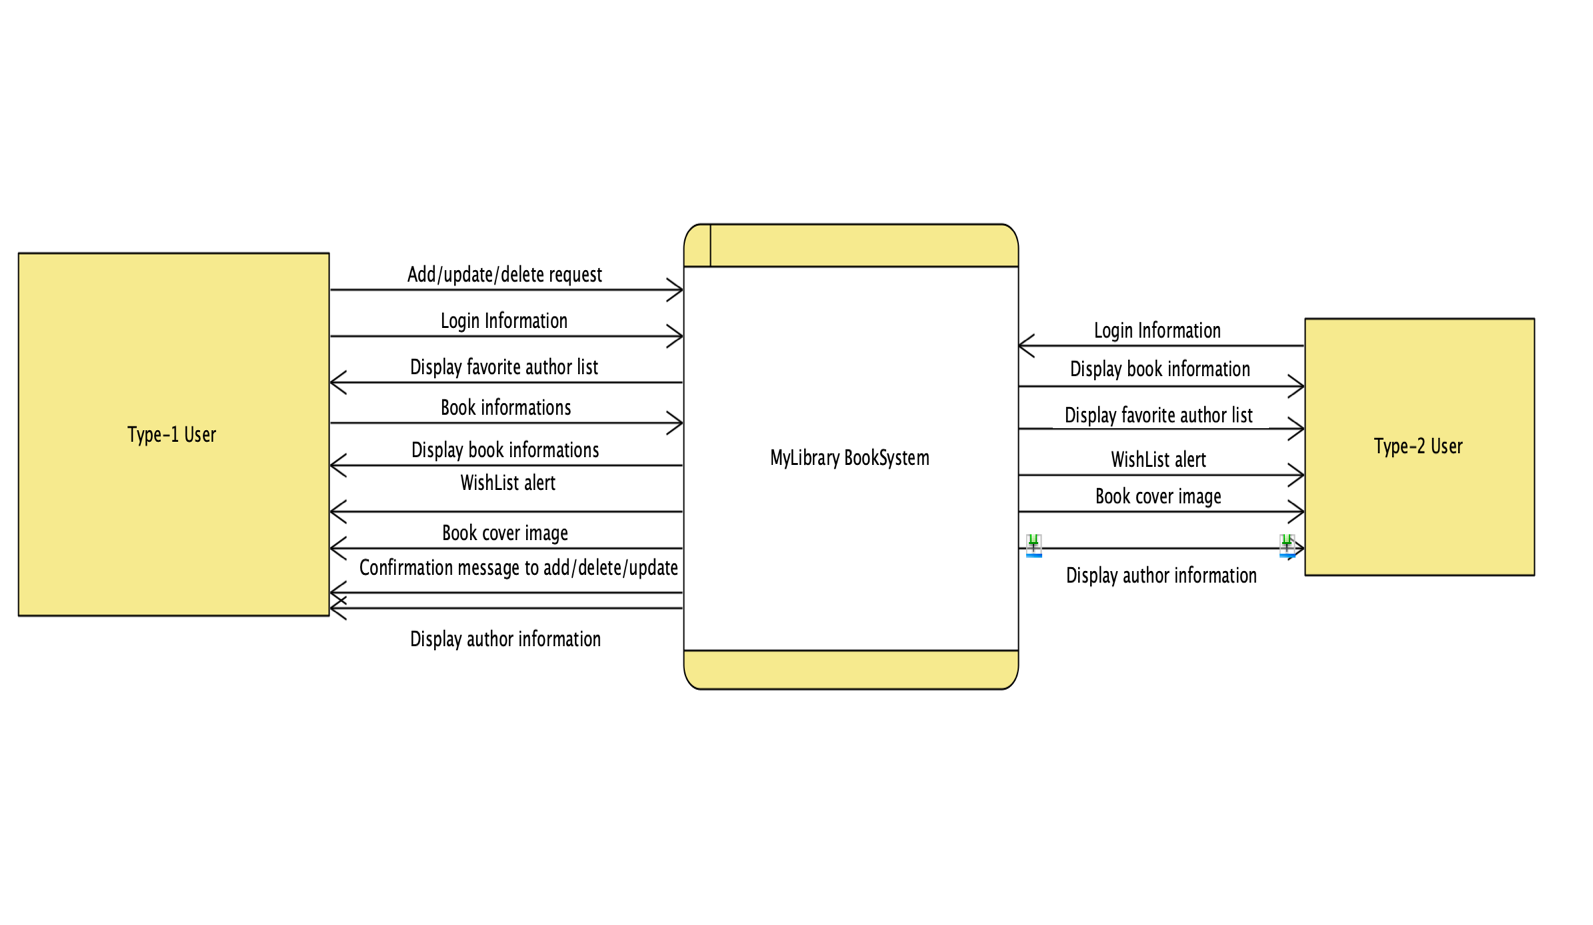 Add/update/delete request
Login Information
Display favorite author list
Book informations
Display book informations
WishList alert
Book cover image
Confirmation message to add/delete/update
Display author information
Type-1 User
MyLibrary BookSystem
Login Information
Display book information
Display favorite author list
WishList alert
Book cover image
Display author information
Type-2 User